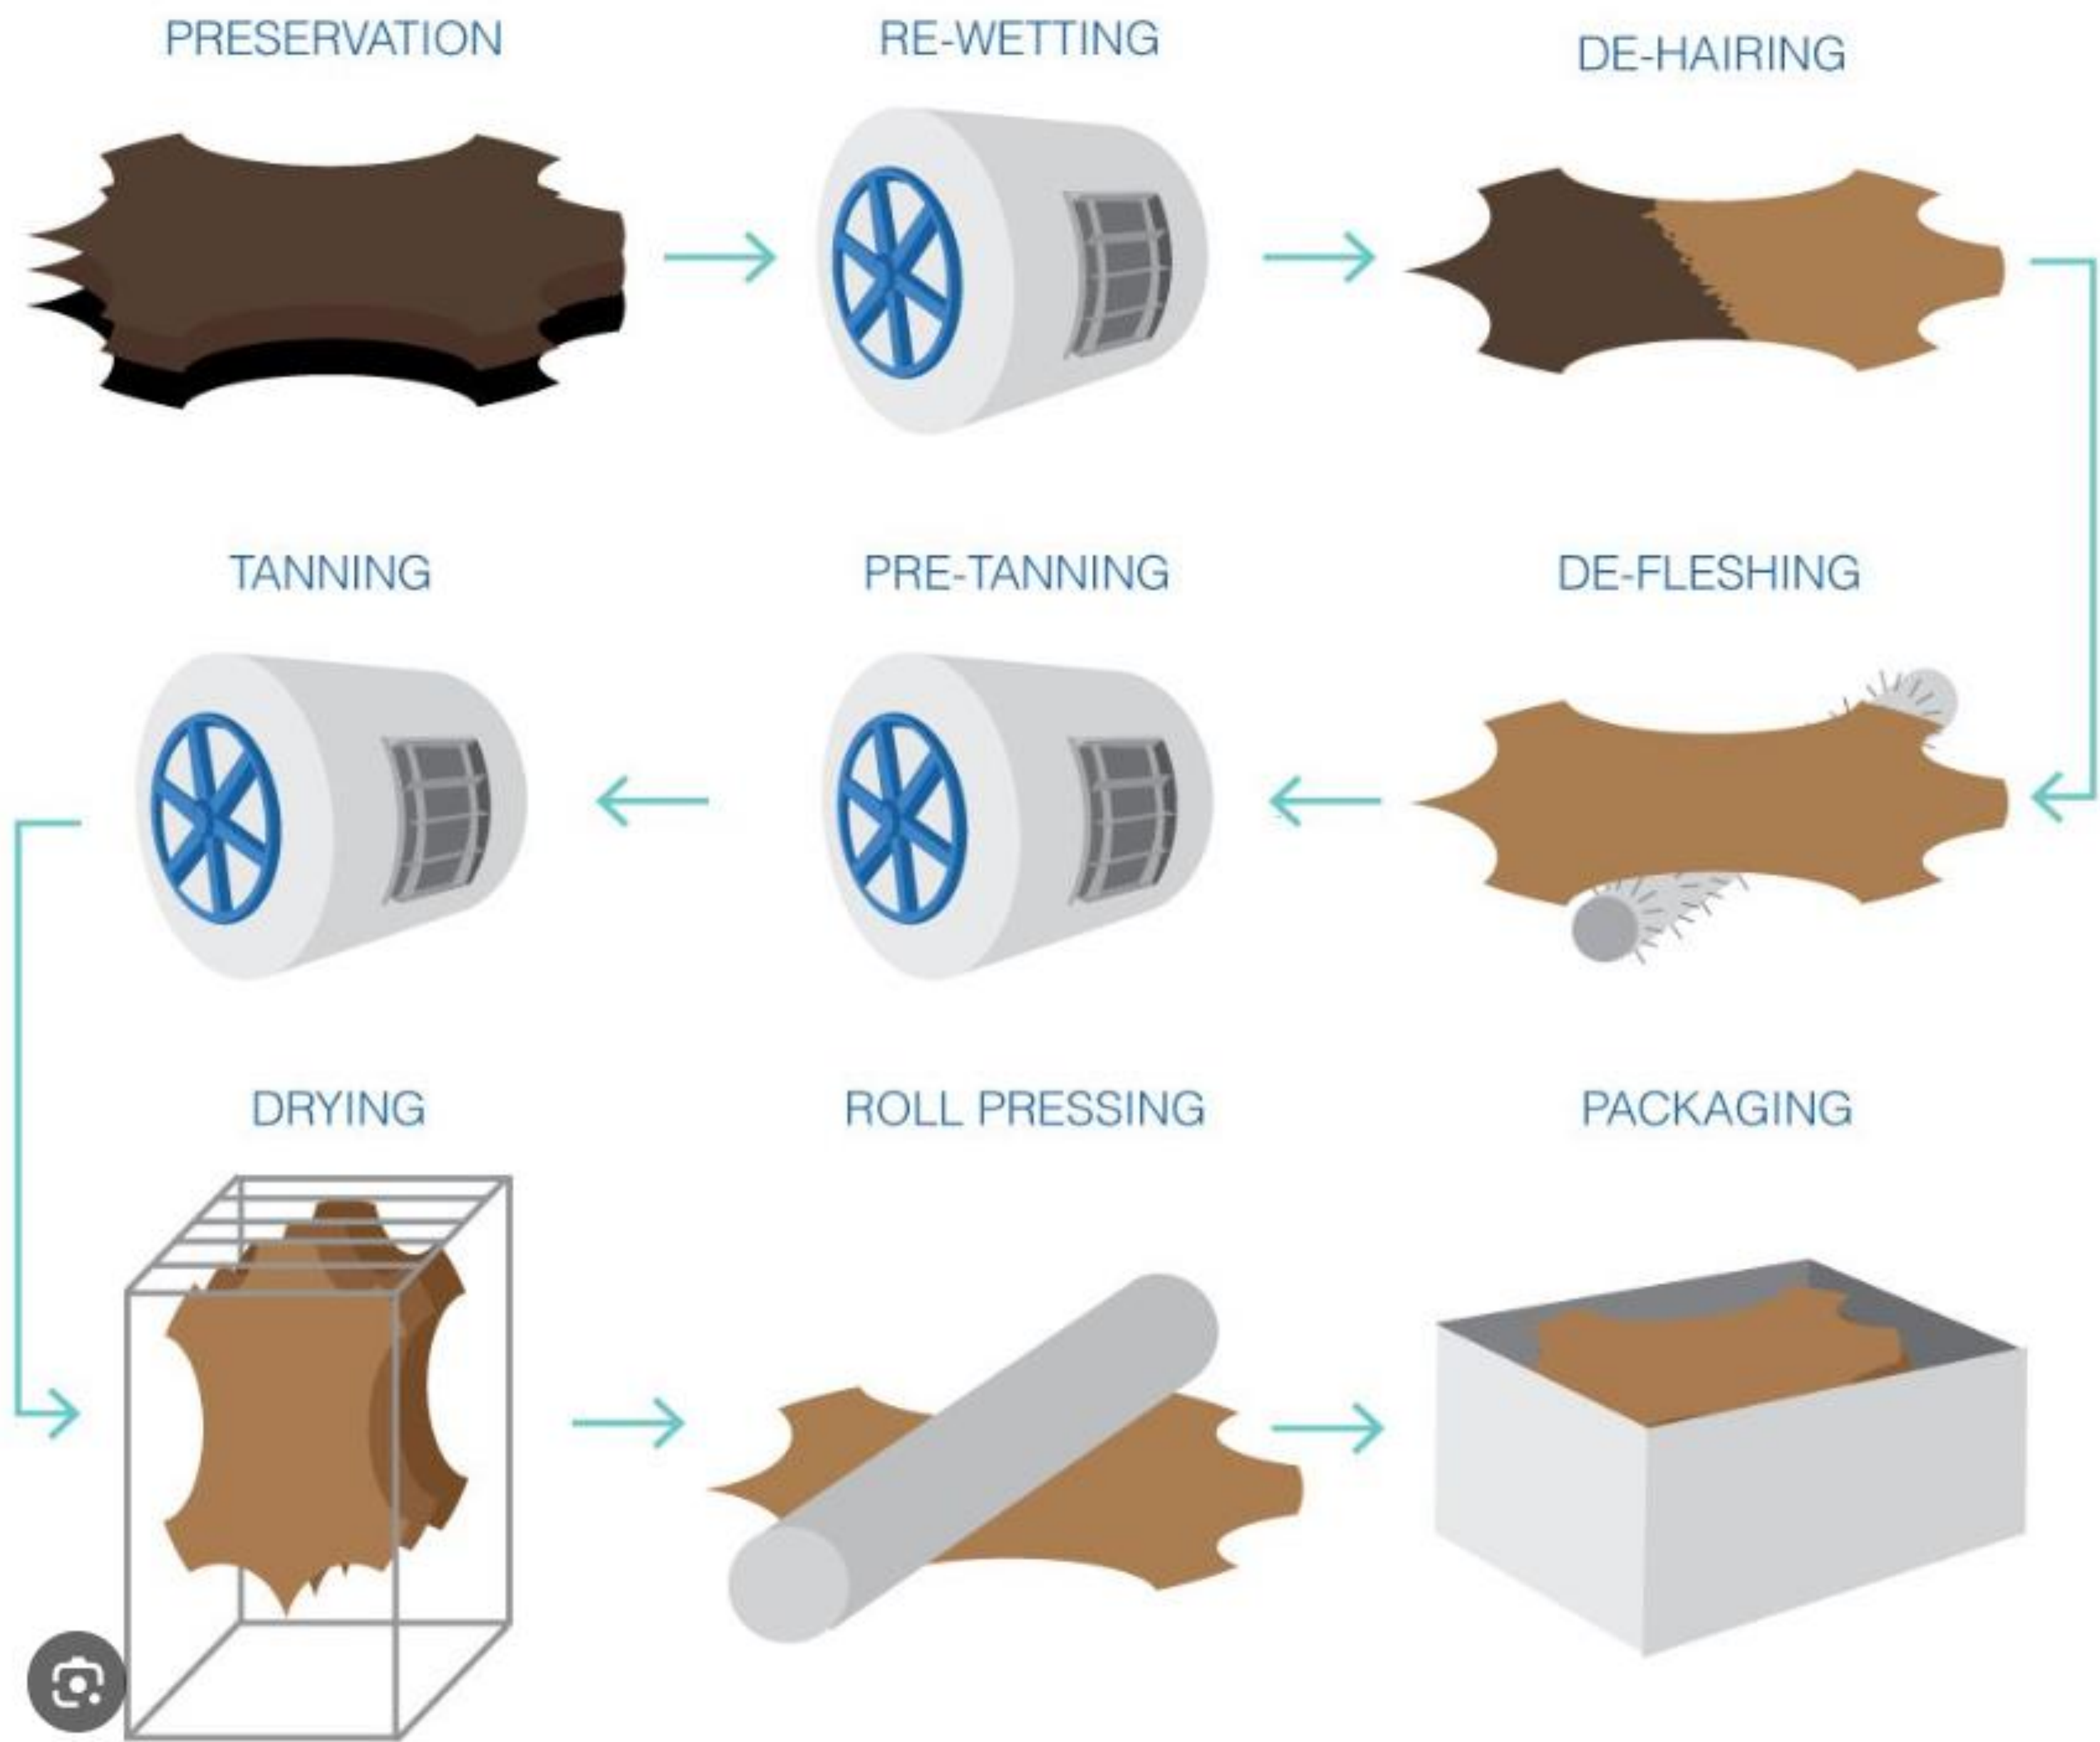 PRESERVATION
RE-WETTING
DE-HAIRING
TANNING
PRE-TANNING
DE-FLESHING
DRYING
ROLL PRESSING
PACKAGING